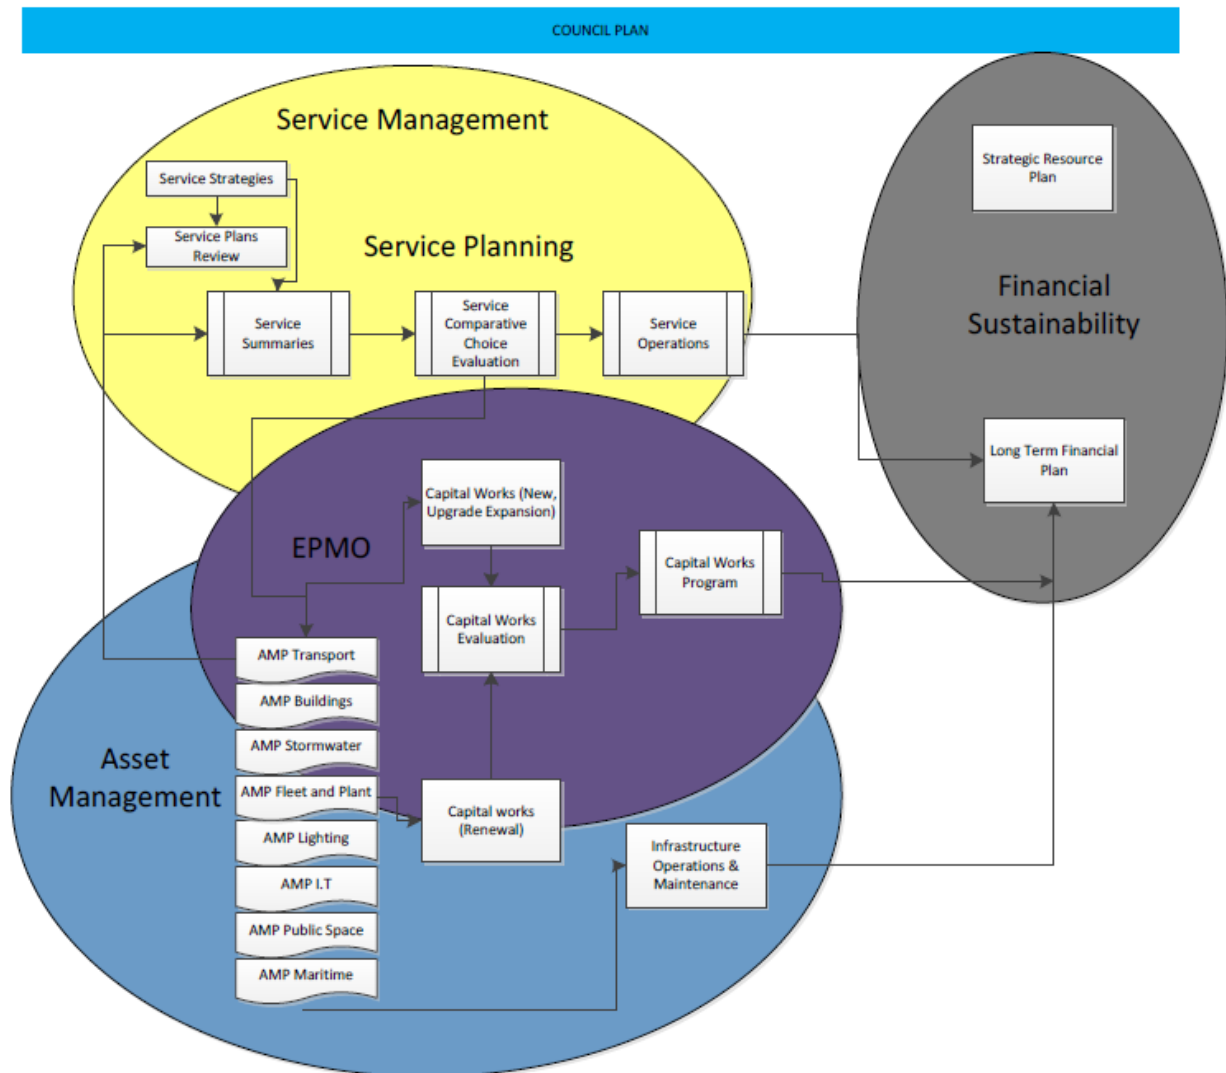 COUNCIL PLAN
Service Management
Service Strategies
Service Plans
Review
Service Planning
Service
Summaries
Service
Comparative
Choice
Evaluation
Service
Operations
Strategic Resource
Plan
Financial
Sustainability
Long Term Financial
Plan
EPMO
Capital Works (New,
Upgrade Expansion)
Capital Works
Evaluation
Capital Works
Program
Capital works
(Renewal)
Asset
Management
AMP Transport
AMP Buildings
AMP Stormwater
AMP Fleet and Plant
AMP Lighting
AMP I.T
AMP Public Space
AMP Maritime
Infrastructure
Operations &
Maintenance